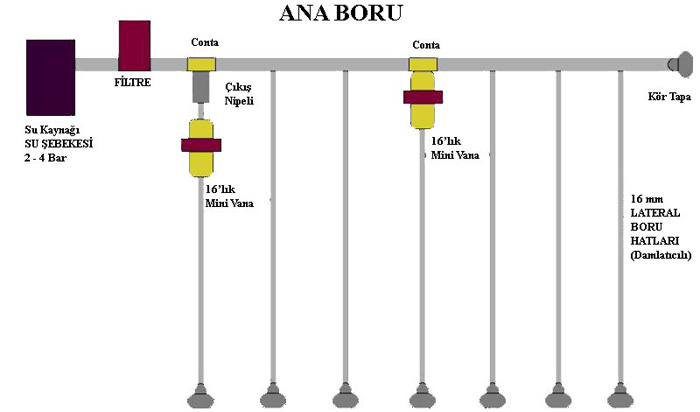 ANA BORU
Conta
Conta
FİLTRE
Çıkış
Nipeli
Kör Tapa
Su Kaynağı
SU ŞEBEKESİ
2 - 4 Bar
16'lık
Mini Vana
16'lık
Mini Vana
16 mm
LATERAL
BORU
HATLARI
(Damlatıcılı)